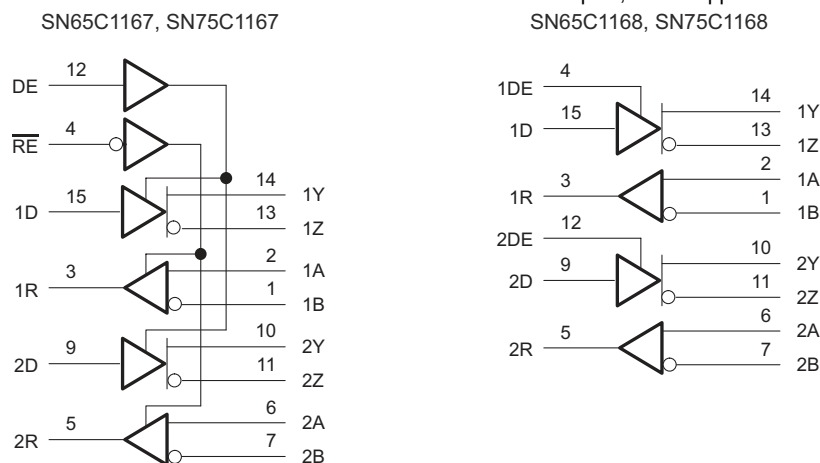 SN65C1167, SN75C1167
DE
12
RE
4
1D
15
14
1Y
13
1Z
1R
3
2
1A
1
1B
2D
9
10
2Y
11
2Z
2R
5
6
2A
7
2B
SN65C1168, SN75C1168
1DE
4
1D
15
14
1Y
13
1Z
1R
3
2
1A
1
1B
2DE
12
2D
9
10
2Y
11
2Z
2R
5
6
2A
7
2B